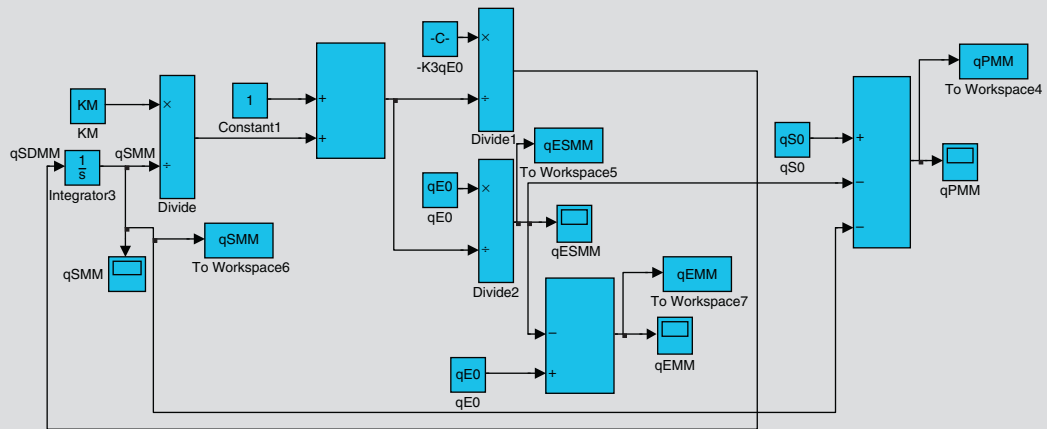 -C-
-K3qE0
qPMM
To Workspace4
KM
KM
×
÷
Divide
1
Constant1
+
+
×
÷
Divide1
qSDMM
1
s
Integrator3
qSMM
qESMM
To Workspace5
qS0
qS0
+
−
−
qPMM
qE0
qE0
×
÷
Divide2
qESMM
qSMM
To Workspace6
qSMM
qEMM
To Workspace7
−
+
qEMM
qE0
qE0